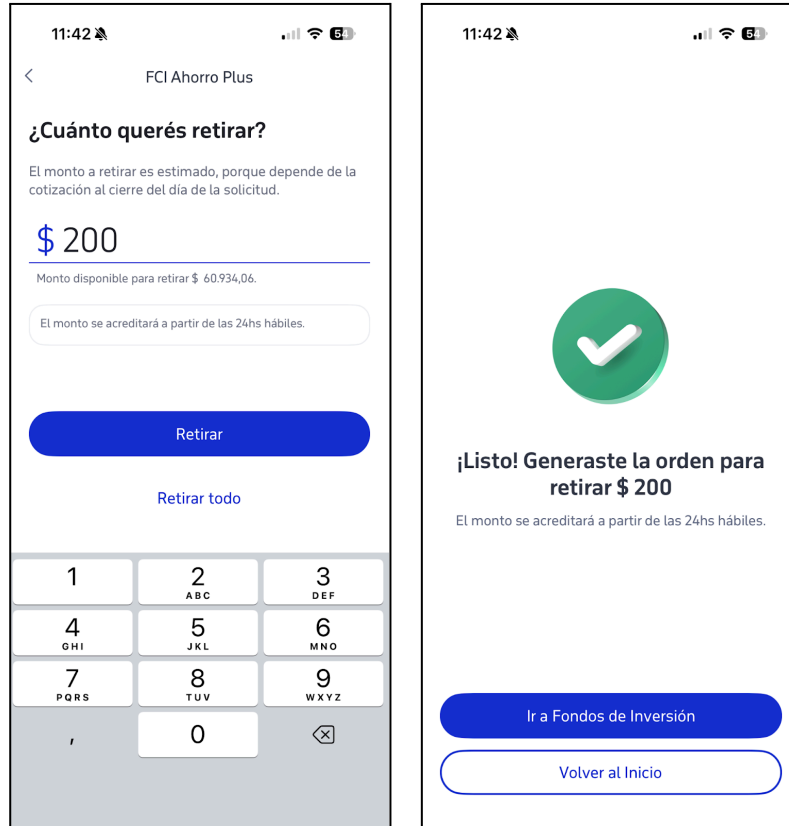 11:42
54
FCI Ahorro Plus
¿Cuánto querés retirar?
El monto a retirar es estimado, porque depende de la
cotización al cierre del día de la solicitud.
$ 200
Monto disponible para retirar $ 60.934,06.
El monto se acreditará a partir de las 24hs hábiles.
Retirar
Retirar todo
1
2
ABC
3
DEF
4
GHI
5
JKL
6
MNO
7
PQRS
8
TUV
9
WXYZ
,
0
11:42
54
¡Listo! Generaste la orden para
retirar $ 200
El monto se acreditará a partir de las 24hs hábiles.
Ir a Fondos de Inversión
Volver al Inicio